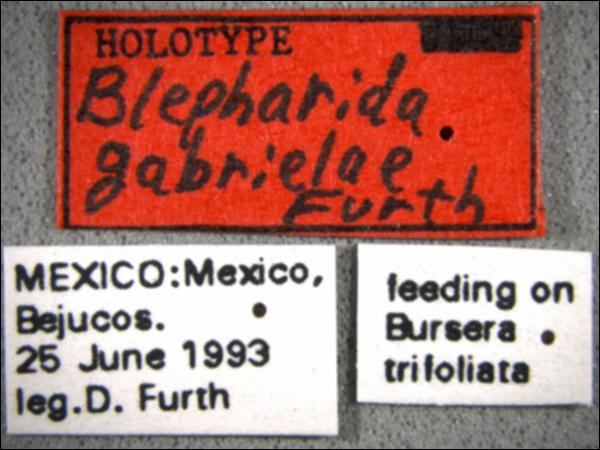 HOLOTYPE
Blepharida
gabrielae
Furth
MEXICO:Mexico,
Bejucos.
25 June 1993
leg.D. Furth
feeding on
Bursera
trifoliata